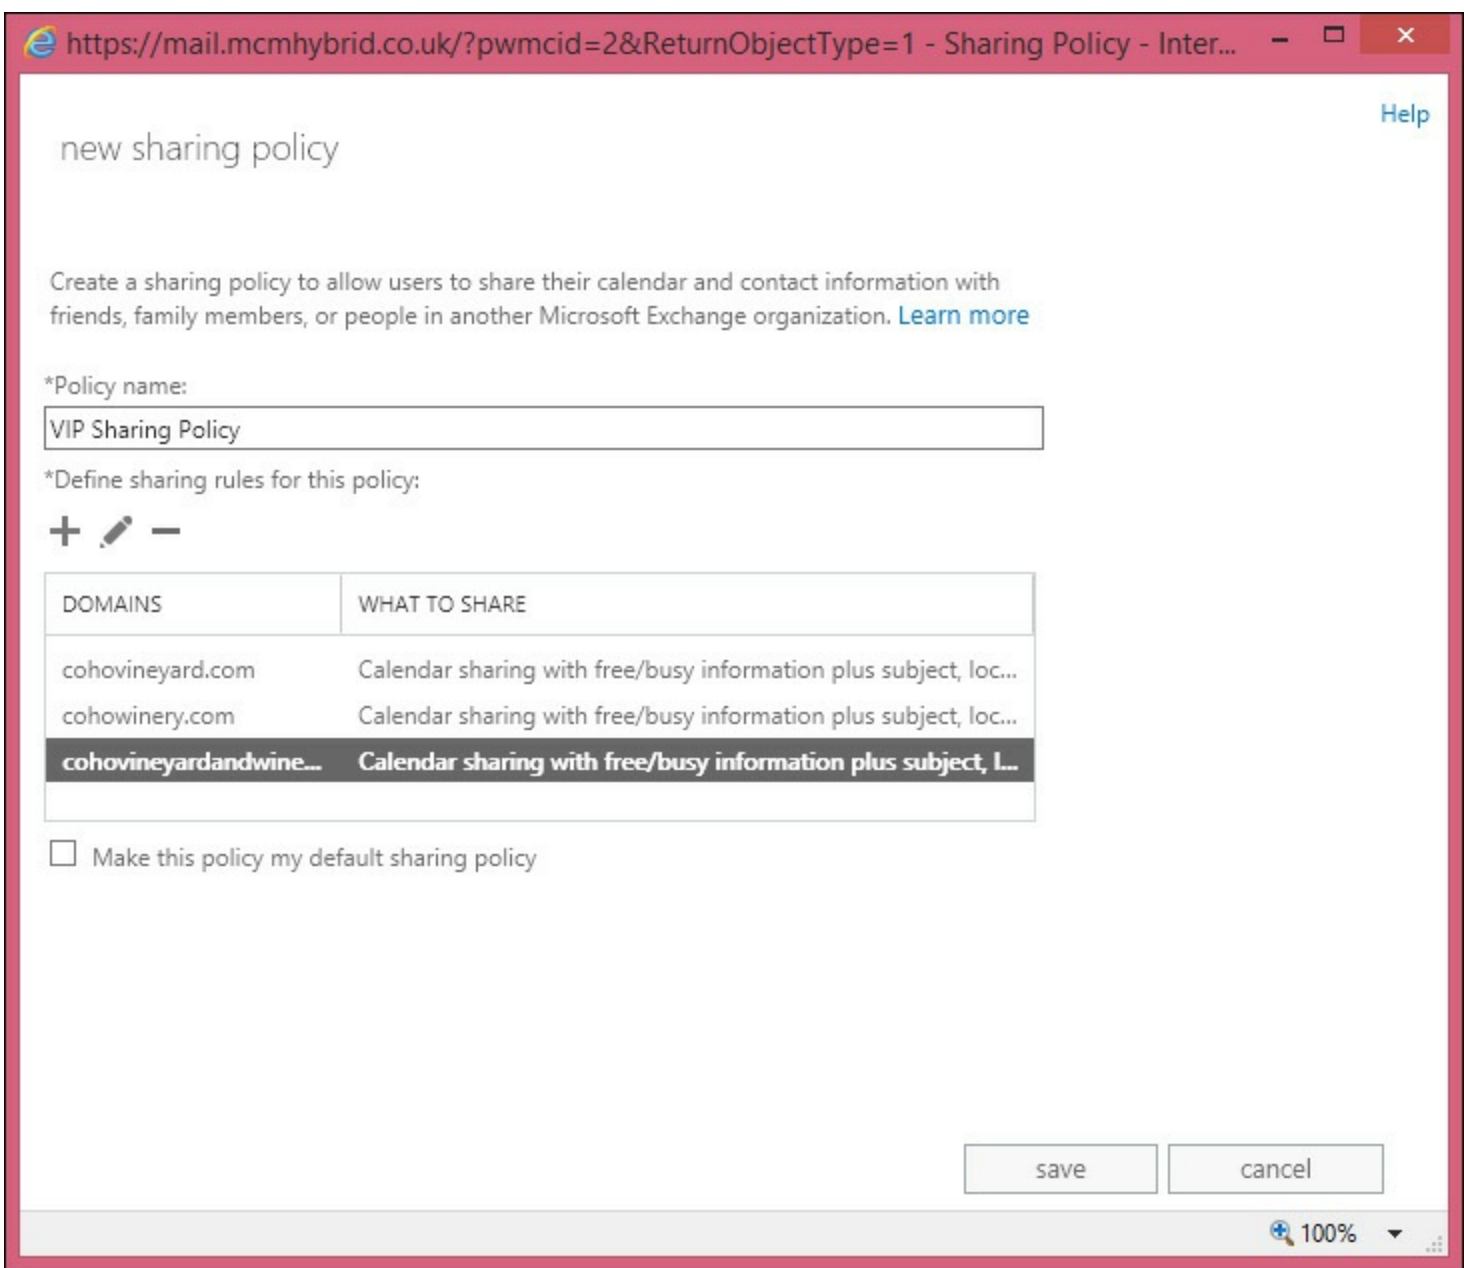 https://mail.mcmhybrid.co.uk/?pwmcid=2&ReturnObjectType=1 - Sharing Policy - Inter...
Help
new sharing policy
Create a sharing policy to allow users to share their calendar and contact information with
friends, family members, or people in another Microsoft Exchange organization. Learn more
*Policy name:
VIP Sharing Policy
*Define sharing rules for this policy:
DOMAINS WHAT TO SHARE
cohovineyard.com Calendar sharing with free/busy information plus subject, loc...
cohowinery.com Calendar sharing with free/busy information plus subject, loc...
cohovineyardandwine... Calendar sharing with free/busy information plus subject, l...
Make this policy my default sharing policy
save cancel
100%